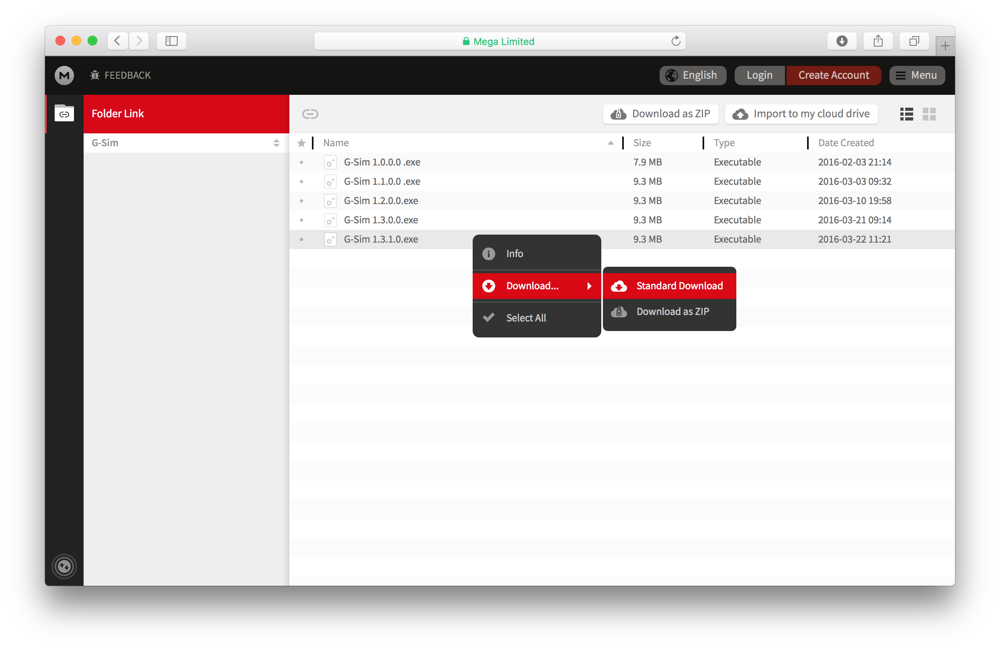 Mega Limited
FEEDBACK
English
Login
Create Account
Menu
Folder Link
Download as ZIP
Import to my cloud drive
G-Sim
Name
Size
Type
Date Created
G-Sim 1.0.0.0 .exe 7.9 MB Executable 2016-02-03 21:14
G-Sim 1.1.0.0 .exe 9.3 MB Executable 2016-03-03 09:32
G-Sim 1.2.0.0.exe 9.3 MB Executable 2016-03-10 19:58
G-Sim 1.3.0.0.exe 9.3 MB Executable 2016-03-21 09:14
G-Sim 1.3.1.0.exe 9.3 MB Executable 2016-03-22 11:21
Info
Download...
Select All
Standard Download
Download as ZIP